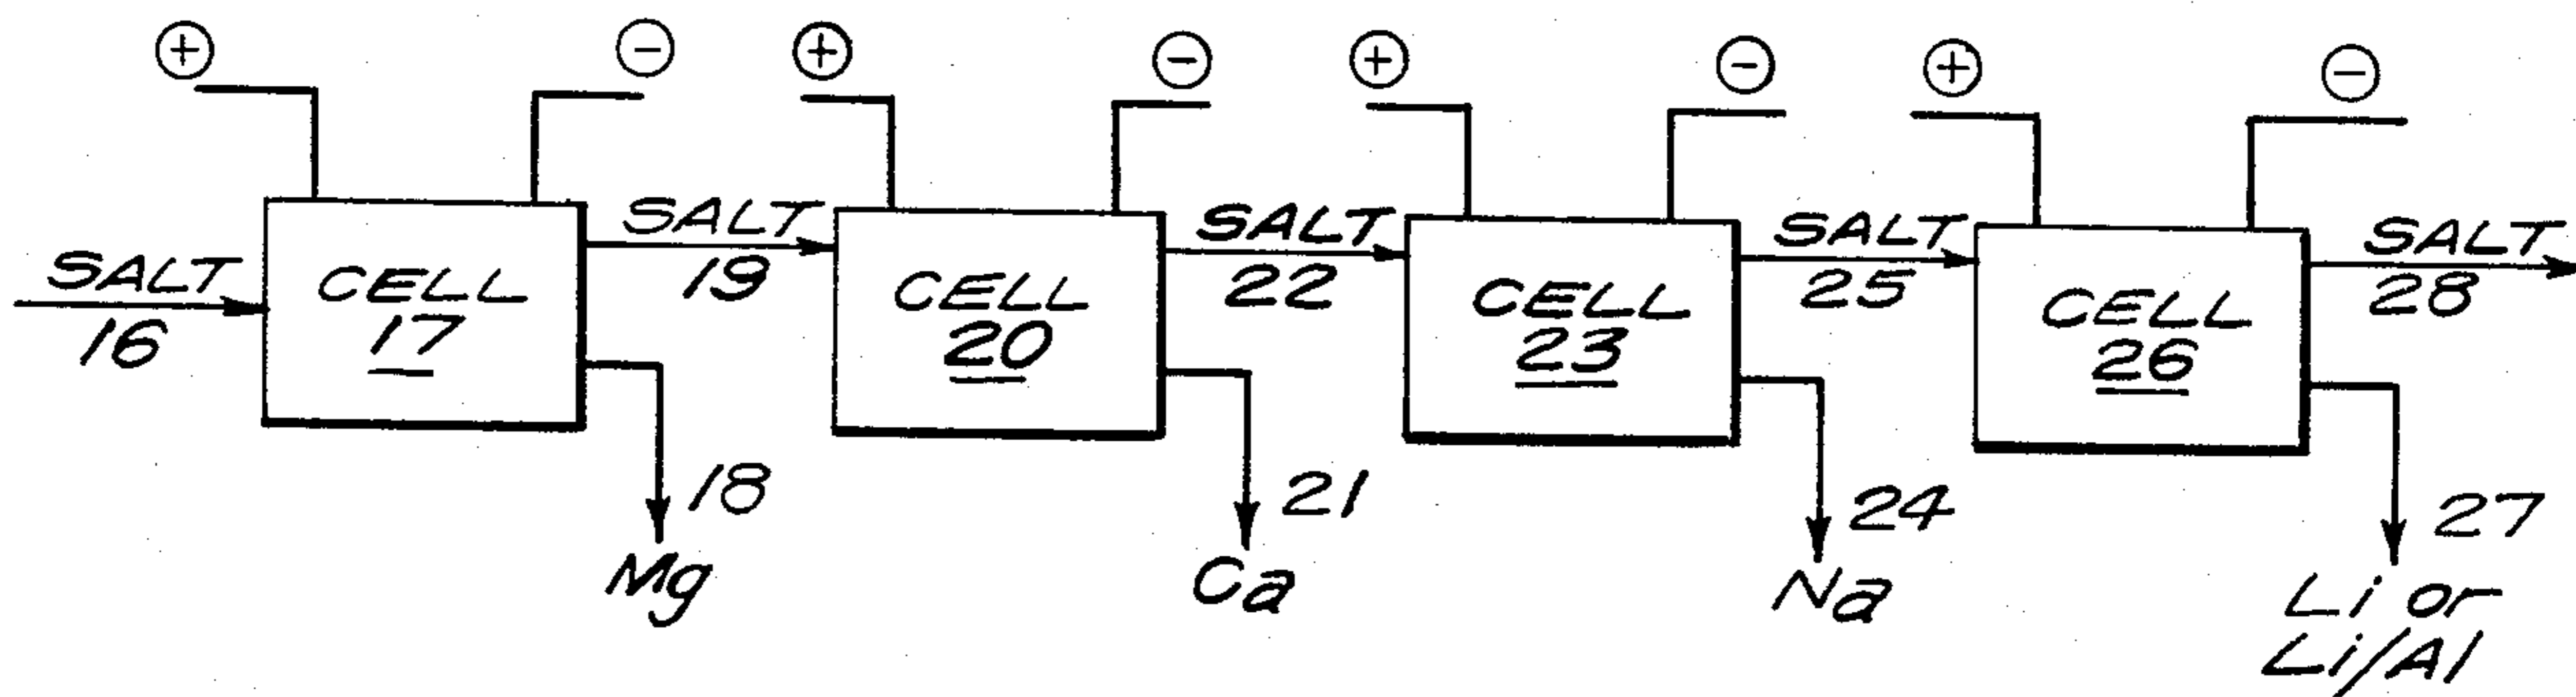 + − + − + − + −
SALT
16
CELL
17
SALT
19
18
Mg
CELL
20
SALT
22
21
Ca
CELL
23
SALT
25
24
Na
CELL
26
SALT
28
27
Li or
Li/Al